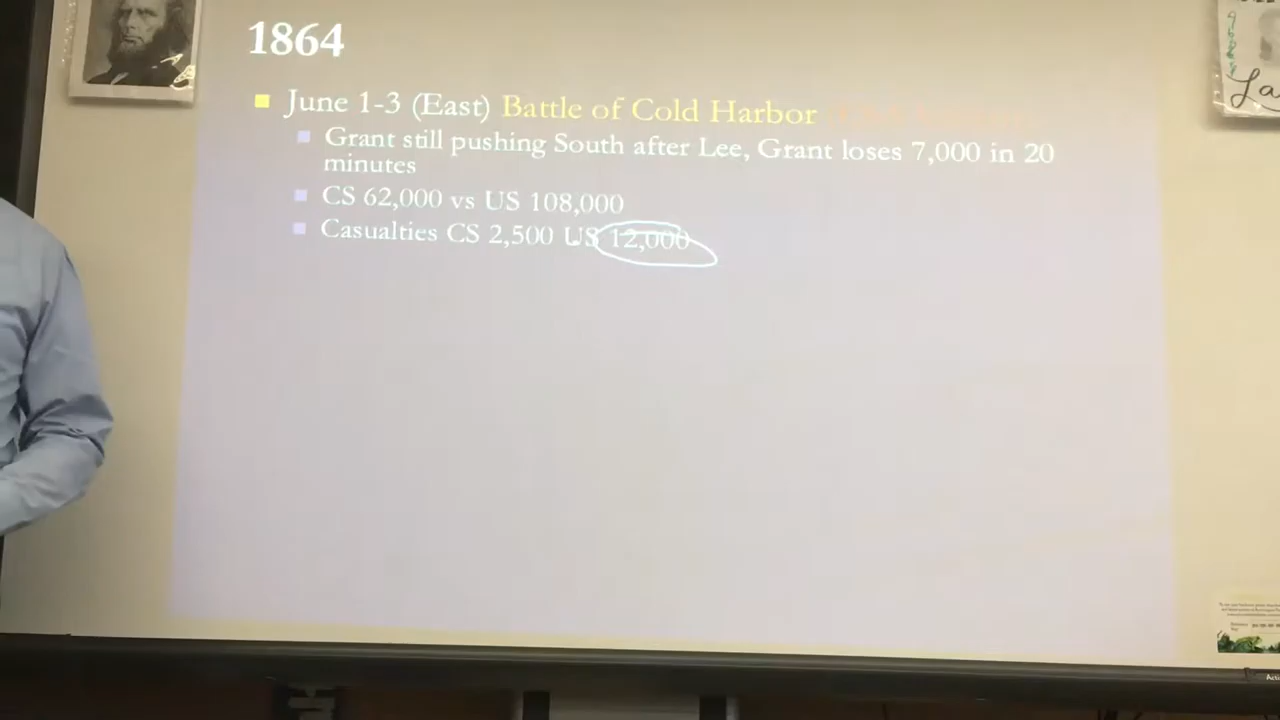 1864
June 1-3 (East) Battle of Cold Harbor
Grant still pushing South after Lee, Grant loses 7,000 in 20
minutes
CS 62,000 vs US 108,000
Casualties CS 2,500 US 12,000
La